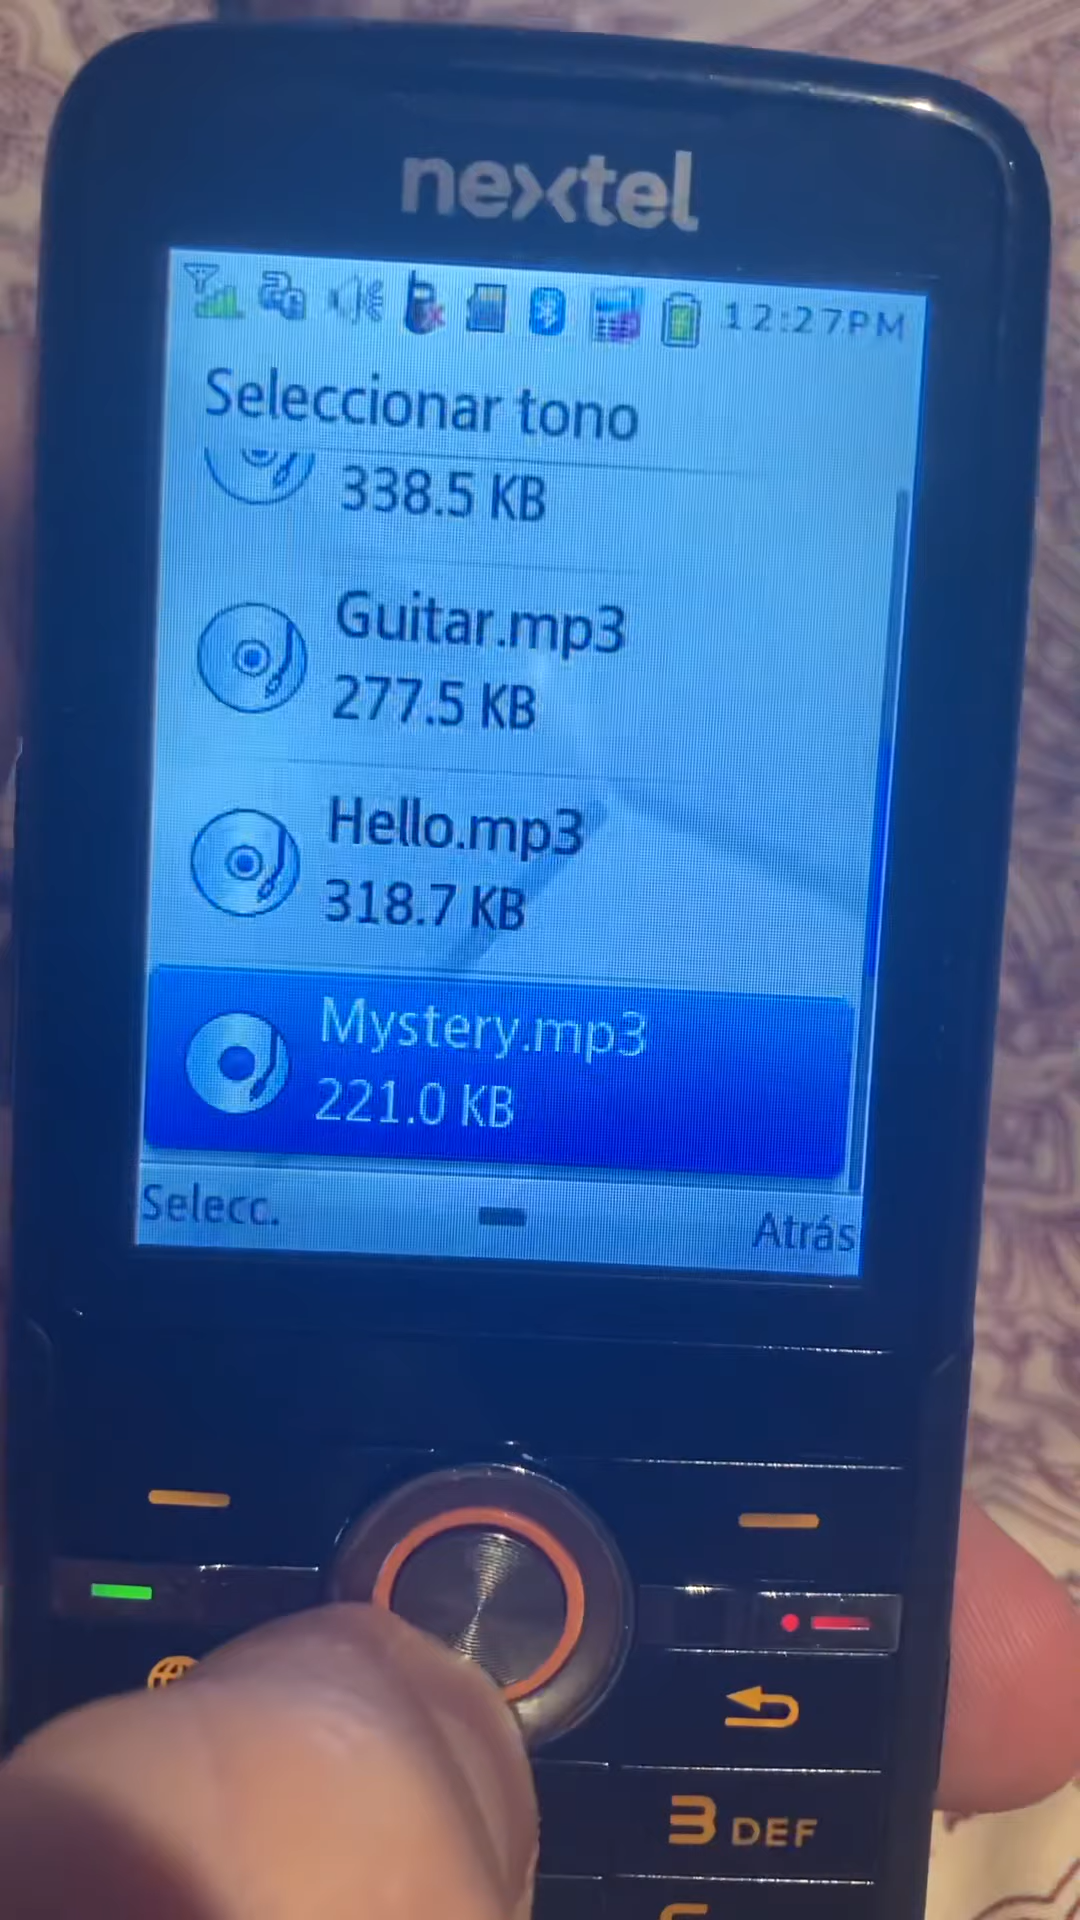 nextel
12:27PM
Seleccionar tono
338.5 KB
Guitar.mp3
277.5 KB
Hello.mp3
318.7 KB
Mystery.mp3
221.0 KB
Selecc.
Atrás
3 DEF